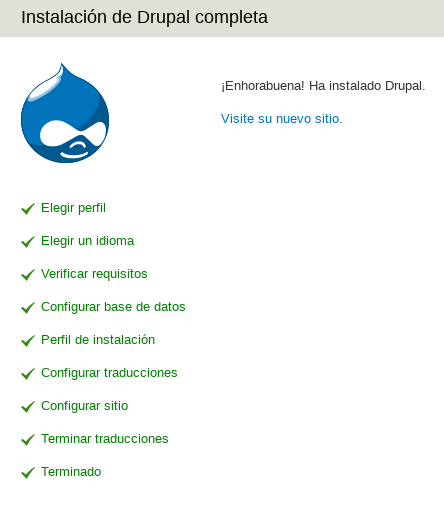 Instalación de Drupal completa
¡Enhorabuena! Ha instalado Drupal.
Visite su nuevo sitio.
Elegir perfil
Elegir un idioma
Verificar requisitos
Configurar base de datos
Perfil de instalación
Configurar traducciones
Configurar sitio
Terminar traducciones
Terminado